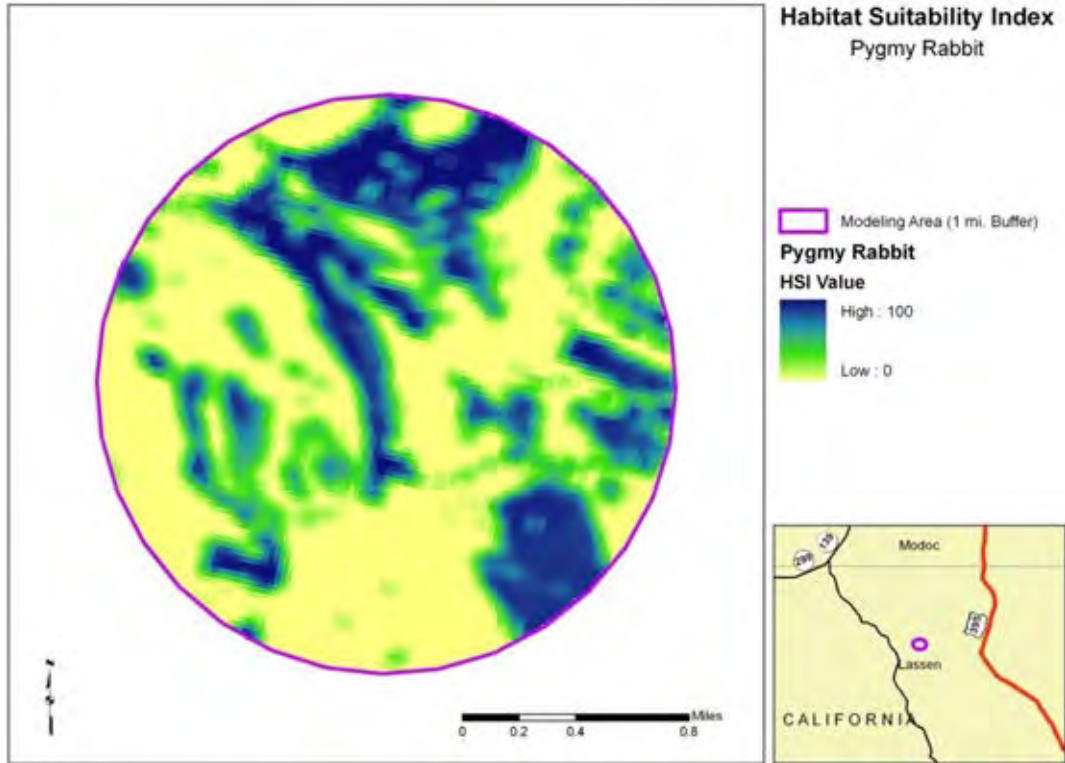 Habitat Suitability Index
Pygmy Rabbit
Modeling Area (1 mi. Buffer)
Pygmy Rabbit
HSI Value
High : 100
Low : 0
Miles
0 0.2 0.4 0.8
299
139
Modoc
395
Lassen
CALIFORNIA